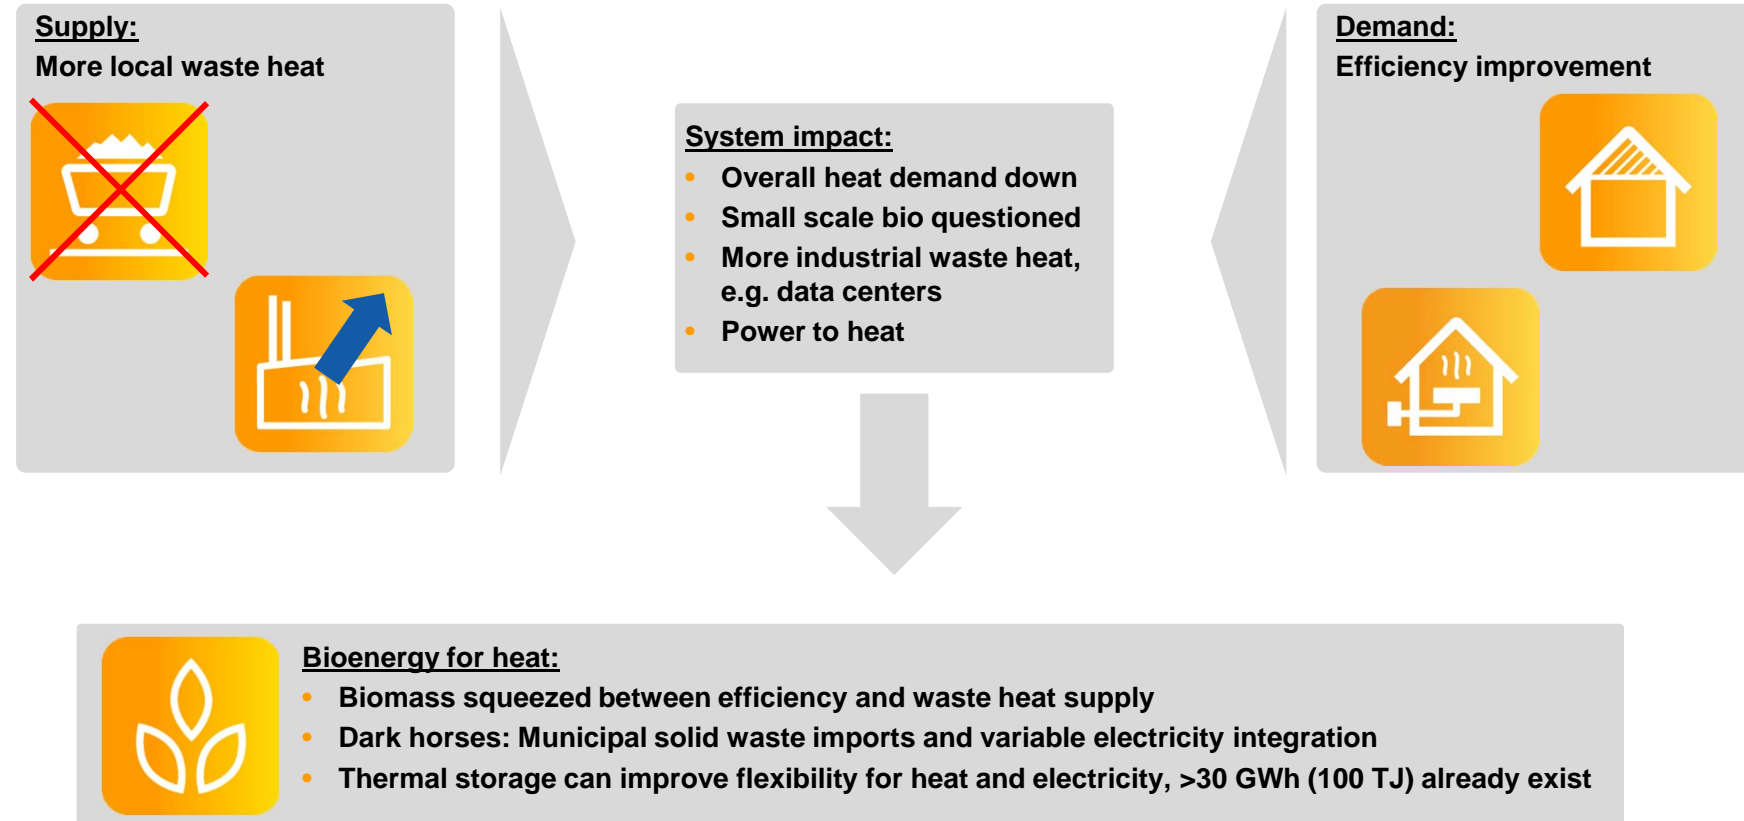 Supply:
More local waste heat
System impact:
• Overall heat demand down
• Small scale bio questioned
• More industrial waste heat,
e.g. data centers
• Power to heat
Demand:
Efficiency improvement
Bioenergy for heat:
• Biomass squeezed between efficiency and waste heat supply
• Dark horses: Municipal solid waste imports and variable electricity integration
• Thermal storage can improve flexibility for heat and electricity, >30 GWh (100 TJ) already exist